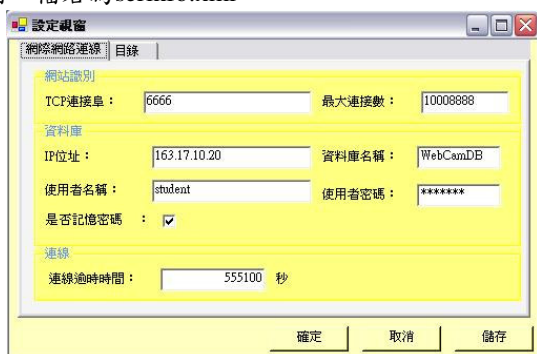 設定視窗
網際網路連線 目錄
網站識別
TCP連接阜： 6666 最大連接數： 10008888
資料庫
IP位址： 163.17.10.20 資料庫名稱： WebCamDB
使用者名稱： student 使用者密碼： *******
是否記憶密碼 ：
連線
連線逾時時間： 555100 秒
確定 取消 儲存